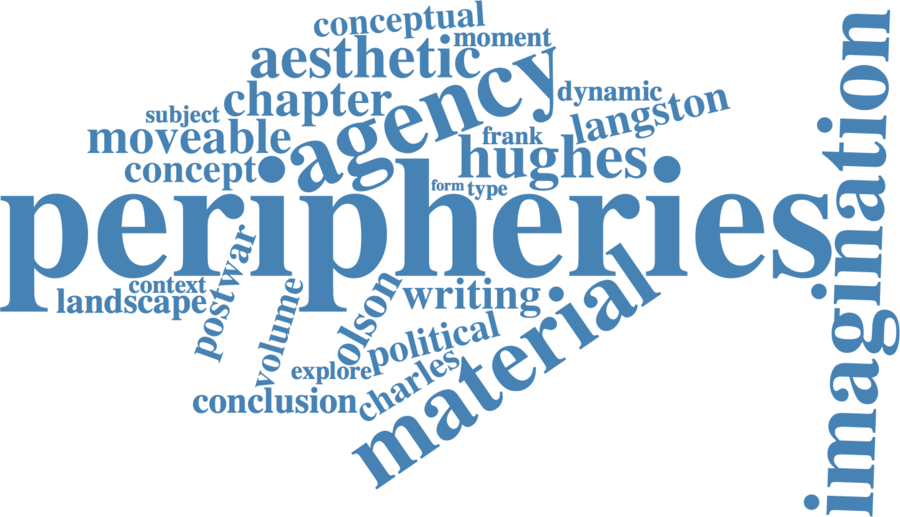 conceptual
moment
aesthetic
agency
dynamic
chapter
langston
subject
moveable
frank
hughes
concept
form
type
peripheries
imagination
postwar
context
landscape
volume
olson
writing
material
political
explore
charles
conclusion